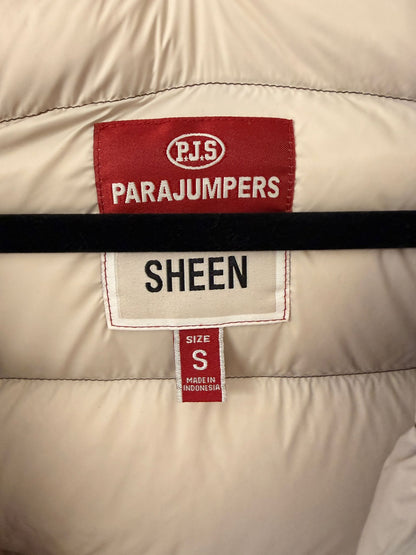 P.J.S
PARAJUMPERS
SHEEN
SIZE
S
MADE IN
INDONESIA